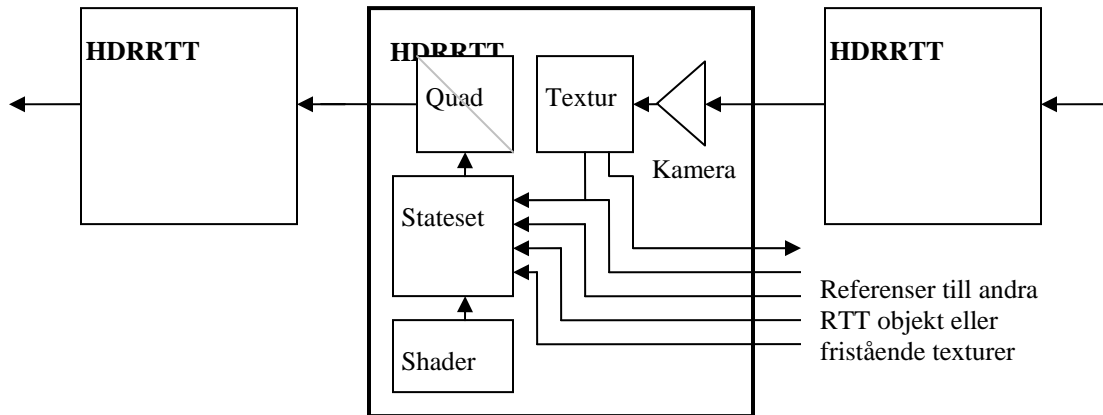 HDRRTT
HDRRTT
HDRRTT
Quad
Textur
Kamera
Stateset
Shader
Referenser till andra
RTT objekt eller
fristående texturer